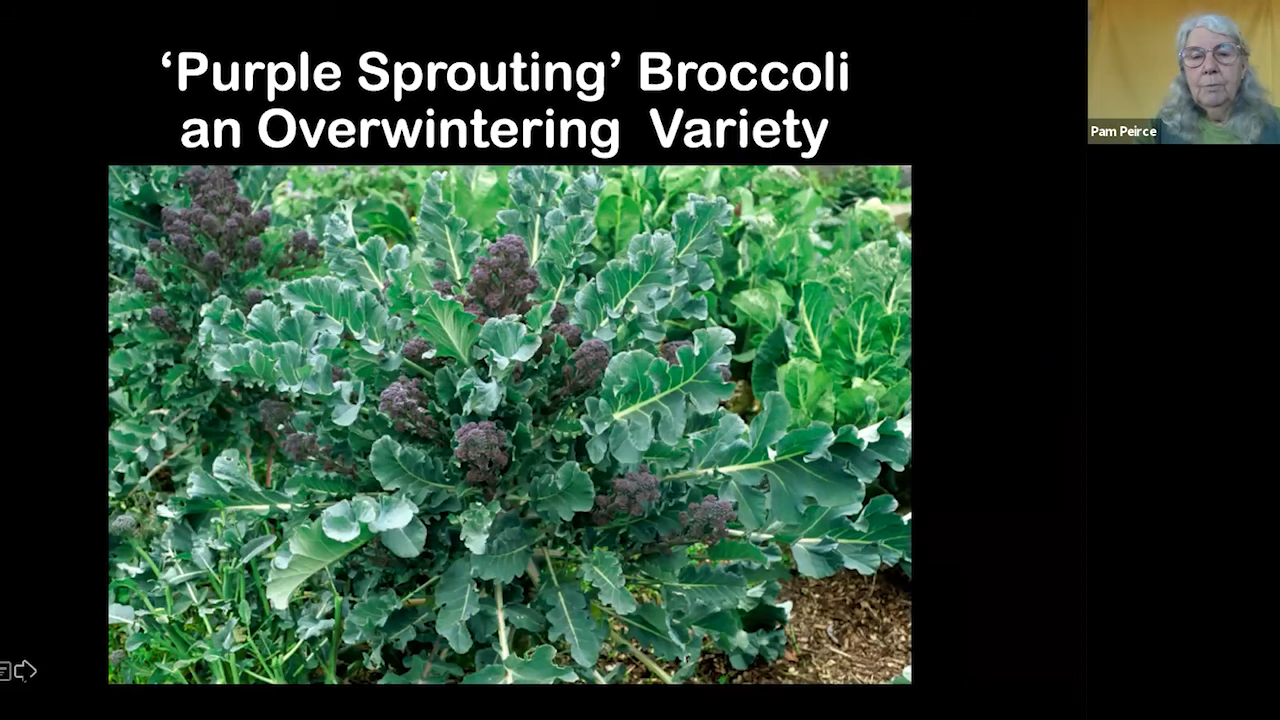 ‘Purple Sprouting’ Broccoli
an Overwintering Variety
Pam Peirce